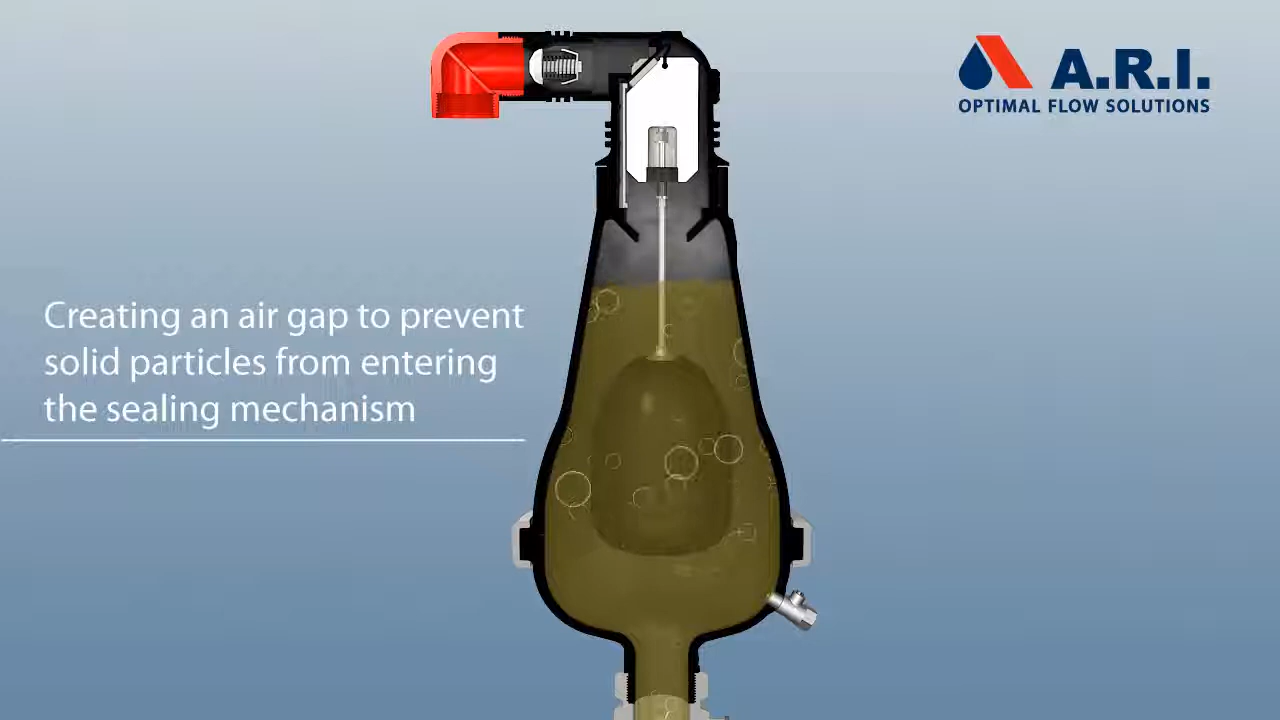 A.R.I.
OPTIMAL FLOW SOLUTIONS
Creating an air gap to prevent
solid particles from entering
the sealing mechanism